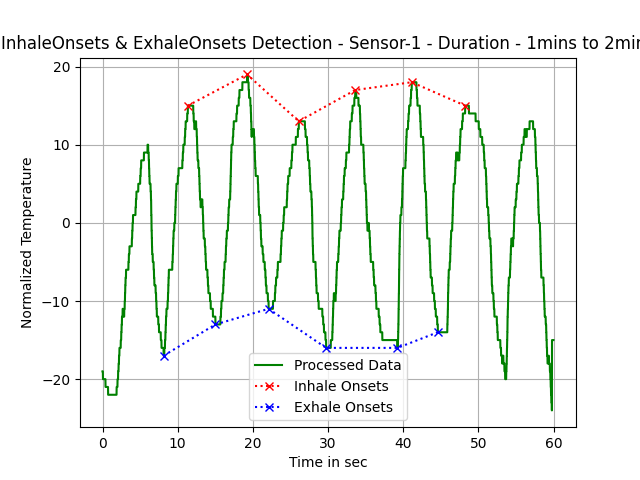 InhaleOnsets & ExhaleOnsets Detection - Sensor-1 - Duration - 1mins to 2min
20
10
0
−10
−20
Normalized Temperature
Processed Data
Inhale Onsets
Exhale Onsets
0 10 20 30 40 50 60
Time in sec